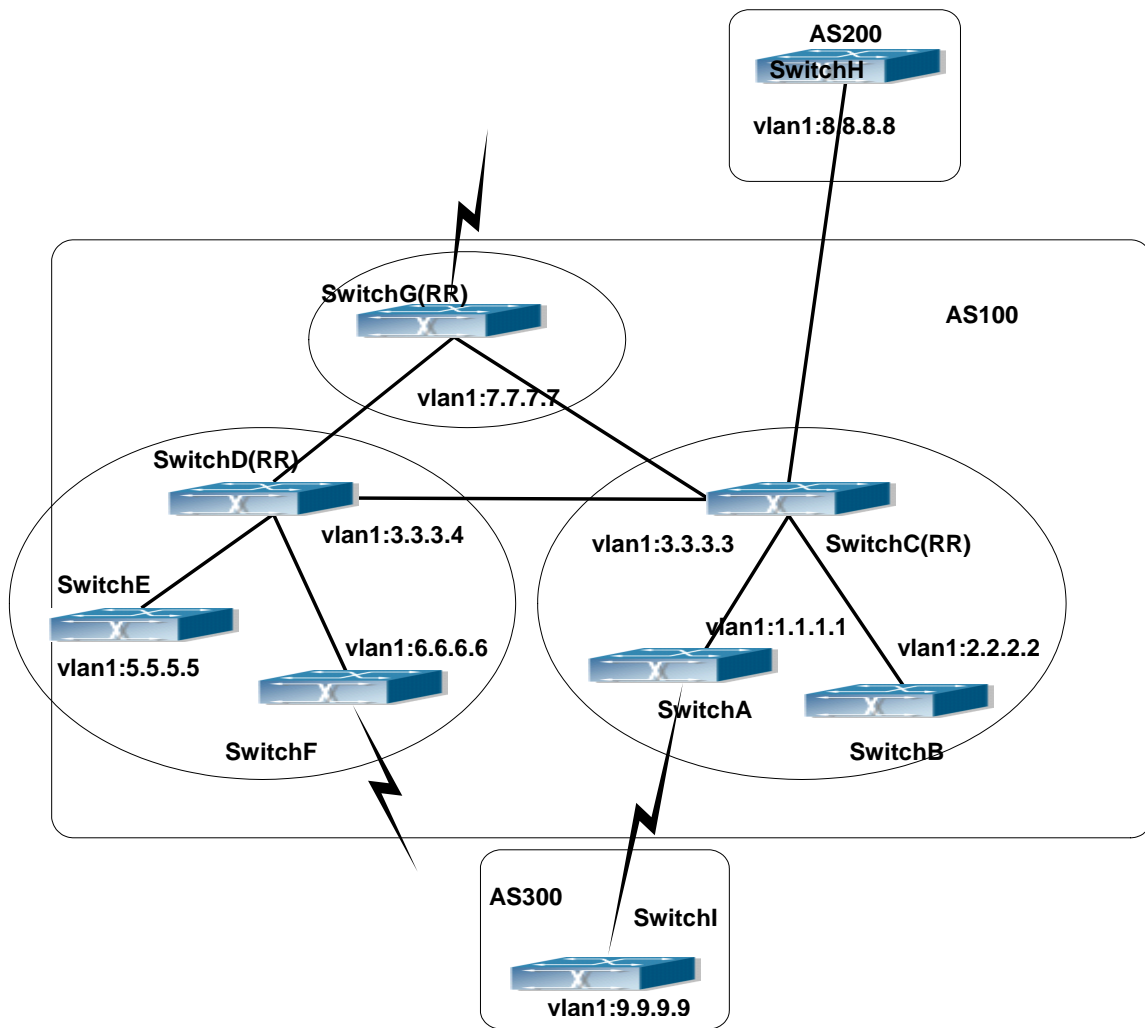 AS200
SwitchH
vlan1:8.8.8.8
SwitchG(RR)
AS100
vlan1:7.7.7.7
SwitchD(RR)
vlan1:3.3.3.4
vlan1:3.3.3.3
SwitchC(RR)
SwitchE
vlan1:5.5.5.5
vlan1:6.6.6.6
vlan1:1.1.1.1
vlan1:2.2.2.2
SwitchF
SwitchA
SwitchB
AS300
SwitchI
vlan1:9.9.9.9